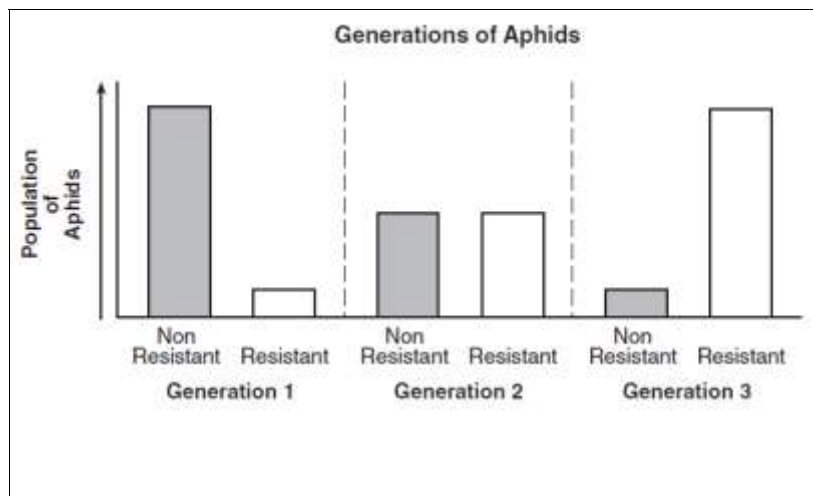 Generations of Aphids
Population
of
Aphids
Non
Resistant
Resistant
Non
Resistant
Resistant
Non
Resistant
Resistant
Generation 1
Generation 2
Generation 3